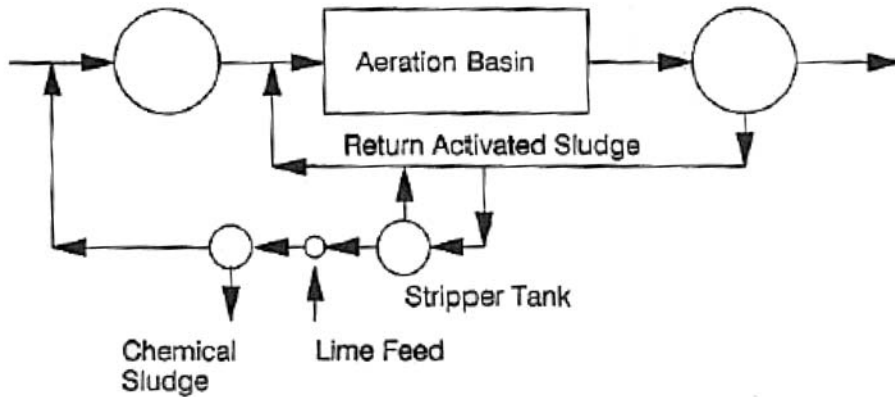 Aeration Basin
Return Activated Sludge
Stripper Tank
Chemical
Sludge
Lime Feed